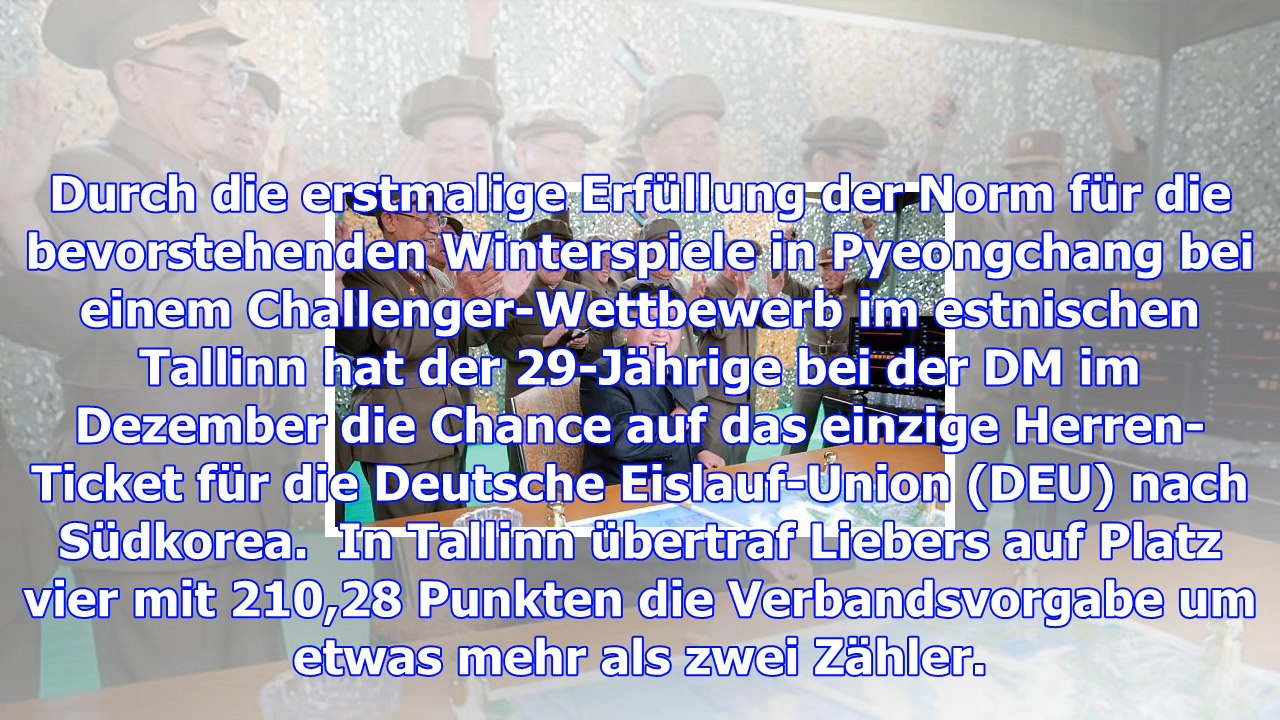 Durch die erstmalige Erfüllung der Norm für die
bevorstehenden Winterspiele in Pyeongchang bei
einem Challenger-Wettbewerb im estnischen
Tallinn hat der 29-Jährige bei der DM im
Dezember die Chance auf das einzige Herren-
Ticket für die Deutsche Eislauf-Union (DEU) nach
Südkorea.  In Tallinn übertraf Liebers auf Platz
vier mit 210,28 Punkten die Verbandsvorgabe um
etwas mehr als zwei Zähler.